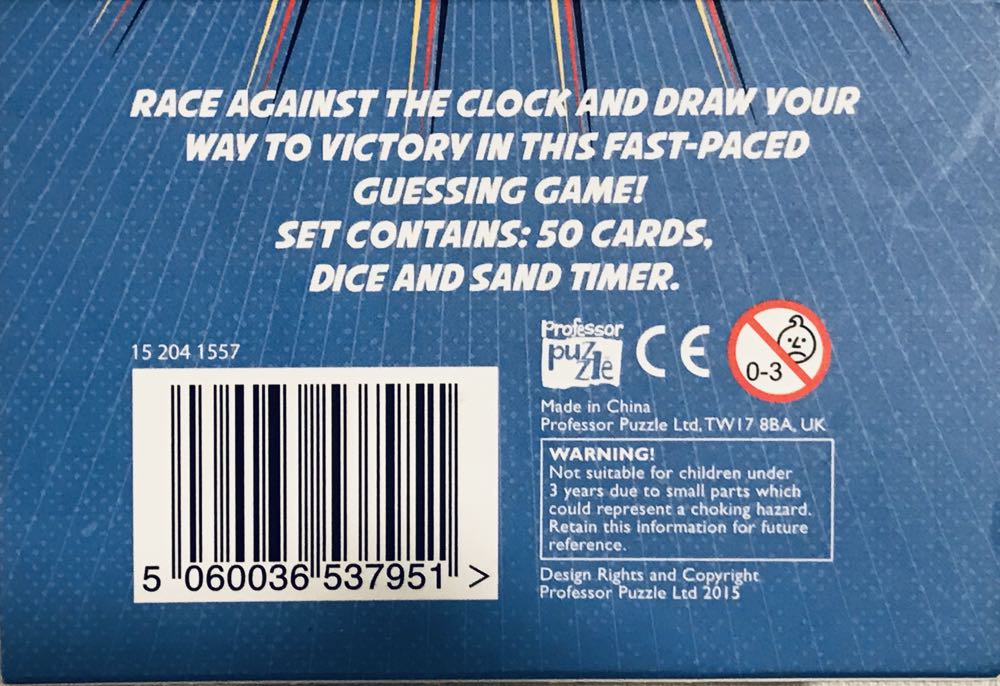 RACE AGAINST THE CLOCK AND DRAW YOUR
WAY TO VICTORY IN THIS FAST-PACED
GUESSING GAME!
SET CONTAINS: 50 CARDS,
DICE AND SAND TIMER.
15 204 1557
5 060036 537951 >
Professor
puzzle
CE
0-3
Made in China
Professor Puzzle Ltd, TW17 8BA, UK
WARNING!
Not suitable for children under
3 years due to small parts which
could represent a choking hazard.
Retain this information for future
reference.
Design Rights and Copyright
Professor Puzzle Ltd 2015